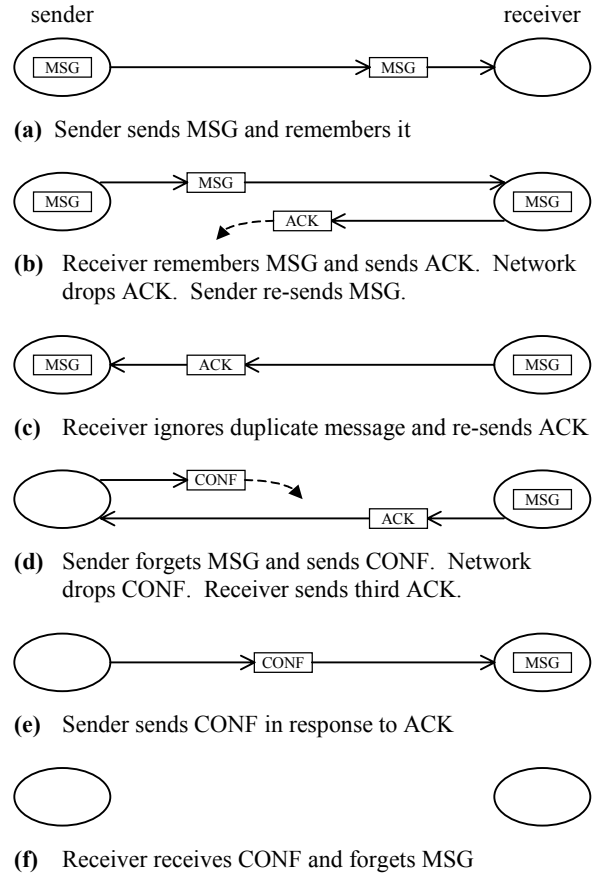 sender receiver
MSG MSG
(a) Sender sends MSG and remembers it
MSG MSG MSG
ACK
(b) Receiver remembers MSG and sends ACK. Network
drops ACK. Sender re-sends MSG.
MSG ACK MSG
(c) Receiver ignores duplicate message and re-sends ACK
CONF MSG
ACK
(d) Sender forgets MSG and sends CONF. Network
drops CONF. Receiver sends third ACK.
CONF MSG
(e) Sender sends CONF in response to ACK
(f) Receiver receives CONF and forgets MSG